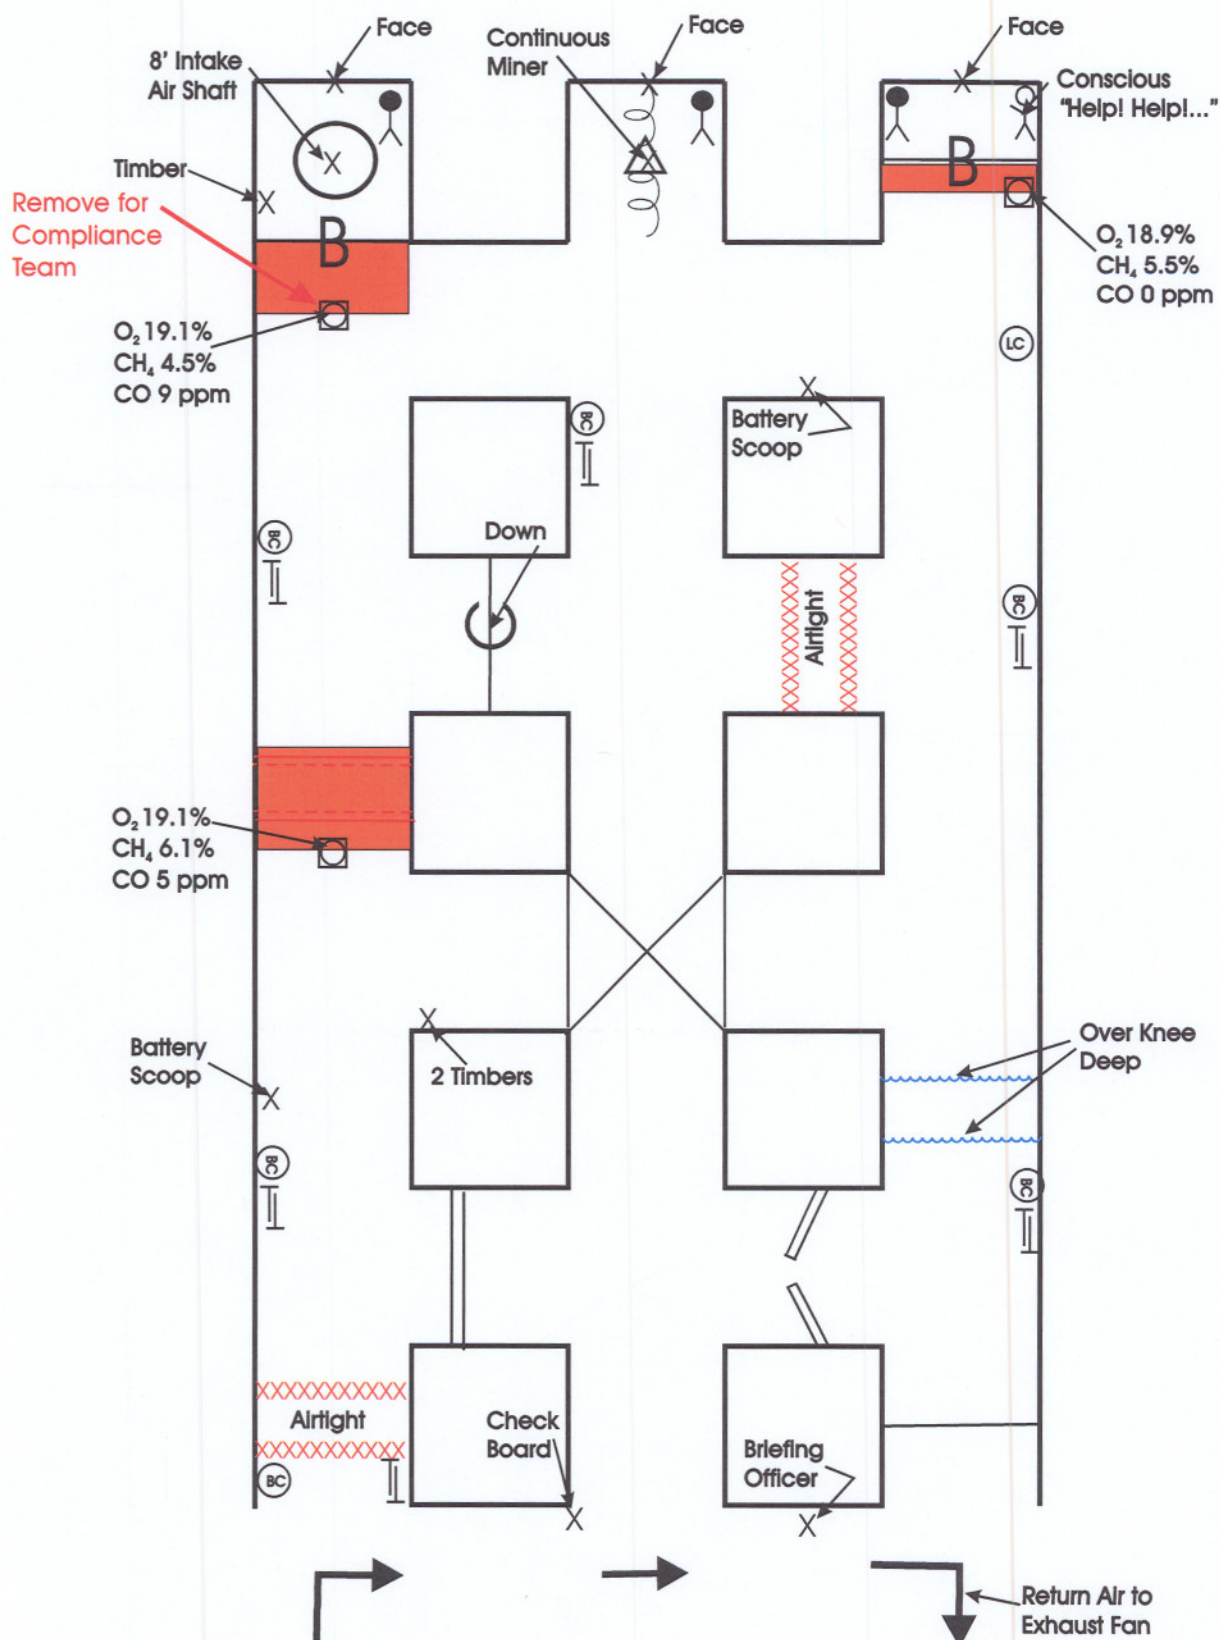 Face
8' Intake
Air Shaft
Continuous
Miner
Face
Face
Conscious
"Help! Help!..."
Timber
X
X
X
X
X
X
Remove for
Compliance
Team
B
B
O₂ 19.1%
CH₄ 4.5%
CO 9 ppm
O₂ 18.9%
CH₄ 5.5%
CO 0 ppm
LC
X
Battery
Scoop
BC
Down
BC
BC
Airtight
O₂ 19.1%
CH₄ 6.1%
CO 5 ppm
X
2 Timbers
Battery
Scoop
X
Over Knee
Deep
BC
BC
XXXXXXXXXX
Airtight
XXXXXXXXXX
BC
Check
Board
X
Briefing
Officer
X
Return Air to
Exhaust Fan